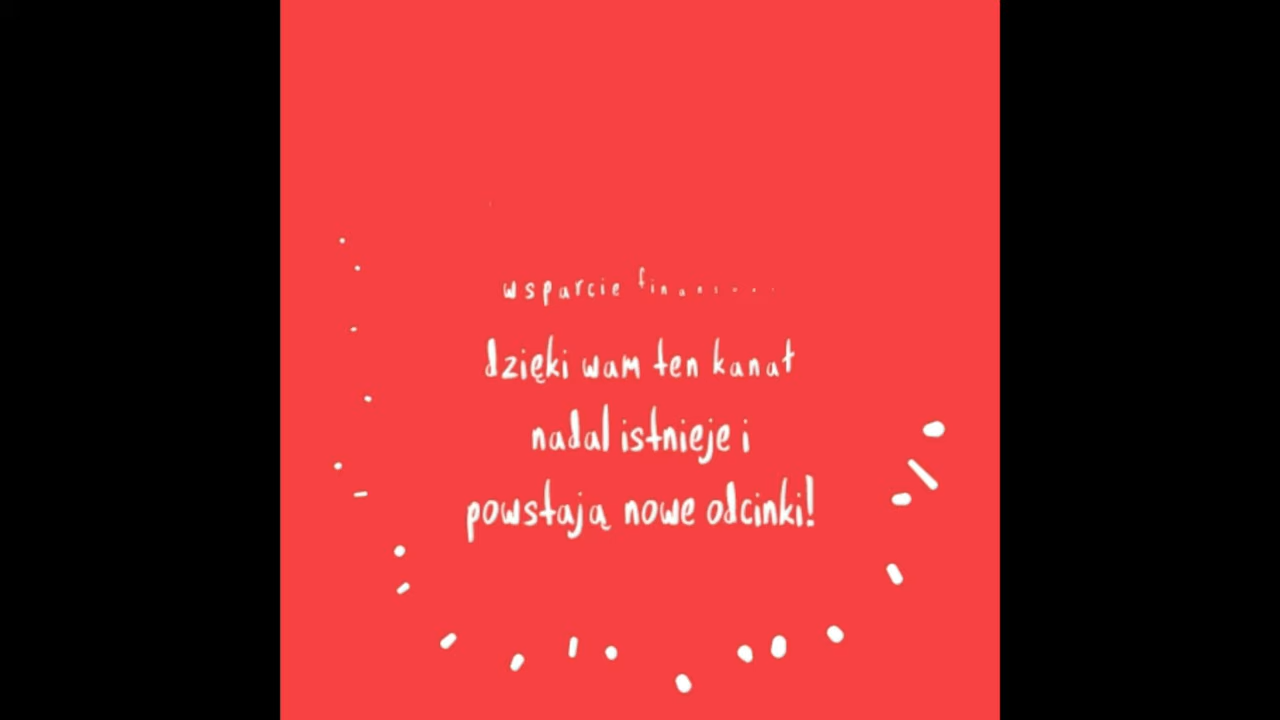 wsparcie
dzięki wam ten kanał
nadal istnieje i
powstają nowe odcinki!